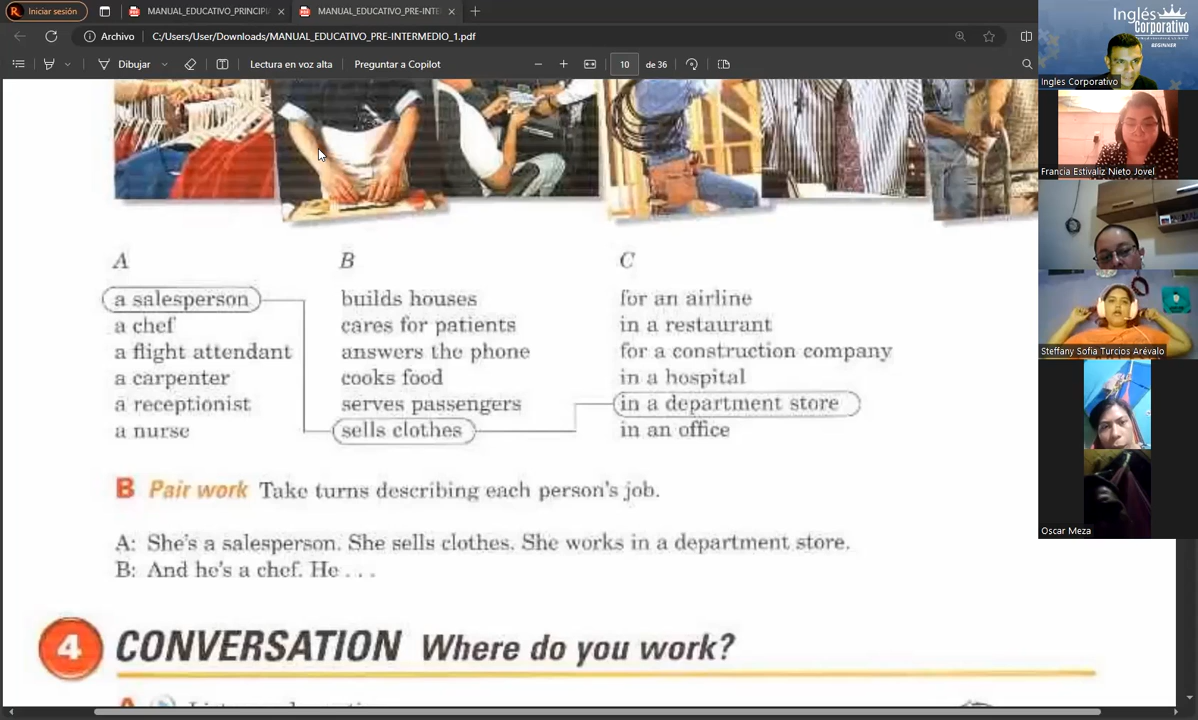 Iniciar sesión
MANUAL_EDUCATIVO_PRINCIPI
MANUAL_EDUCATIVO_PRE-INTE
Archivo
C:/Users/User/Downloads/MANUAL_EDUCATIVO_PRE-INTERMEDIO_1.pdf
Dibujar
Lectura en voz alta
Preguntar a Copilot
10
de 36
A
B
C
a salesperson
builds houses
for an airline
a chef
cares for patients
in a restaurant
a flight attendant
answers the phone
for a construction company
a carpenter
cooks food
in a hospital
a receptionist
serves passengers
in a department store
a nurse
sells clothes
in an office
B Pair work Take turns describing each person's job.
A: She's a salesperson. She sells clothes. She works in a department store.
B: And he's a chef. He . . .
4 CONVERSATION Where do you work?
Inglés
Corporativo
BEGINNER
Ingles Corporativo
Francia Estivaliz Nieto Jovel
Steffany Sofia Turcios Arévalo
Oscar Meza